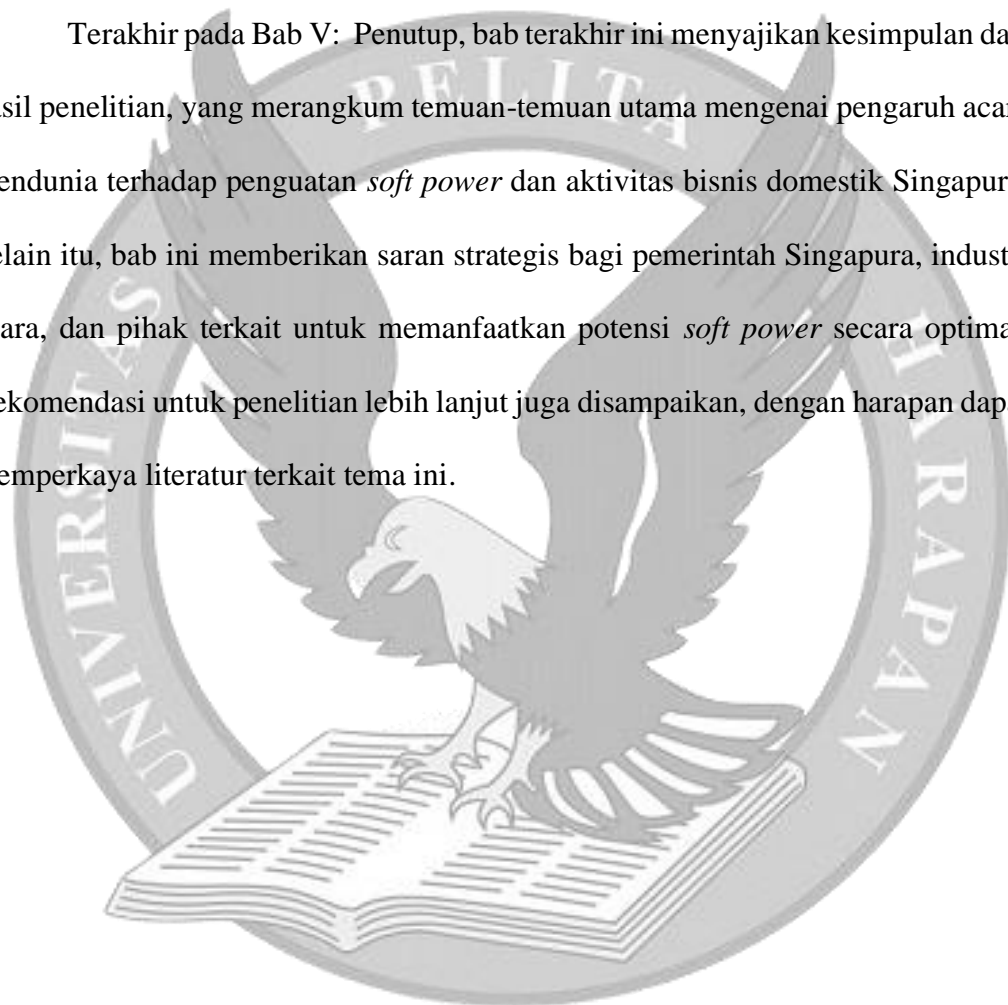 Terakhir pada Bab V: Penutup, bab terakhir ini menyajikan kesimpulan da
asil penelitian, yang merangkum temuan-temuan utama mengenai pengaruh acar
endunia terhadap penguatan soft power dan aktivitas bisnis domestik Singapur
elain itu, bab ini memberikan saran strategis bagi pemerintah Singapura, indust
ara, dan pihak terkait untuk memanfaatkan potensi soft power secara optima
ekomendasi untuk penelitian lebih lanjut juga disampaikan, dengan harapan dap
emperkaya literatur terkait tema ini.
UNIVERSITAS PELITA HARAPAN